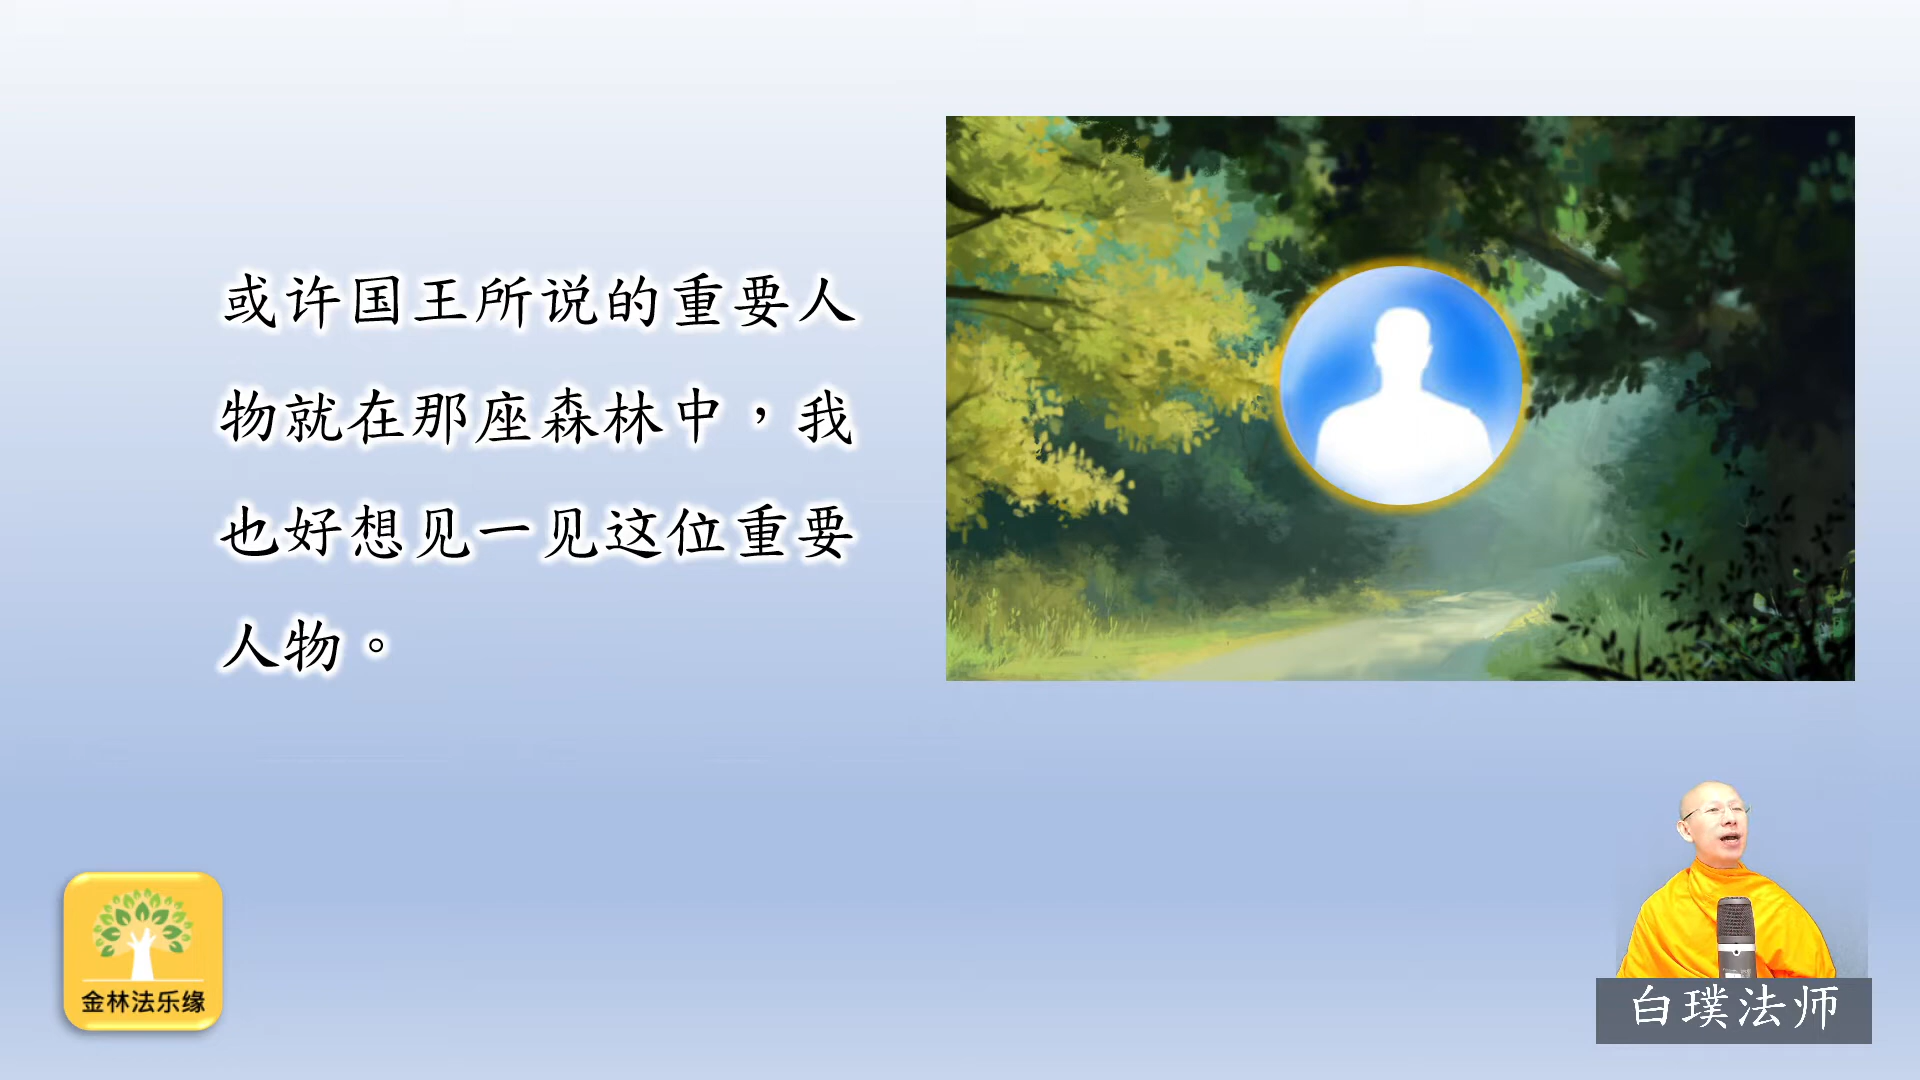 或许国王所说的重要人
物就在那座森林中，我
也好想见一见这位重要
人物。
金林法乐缘
白璞法师